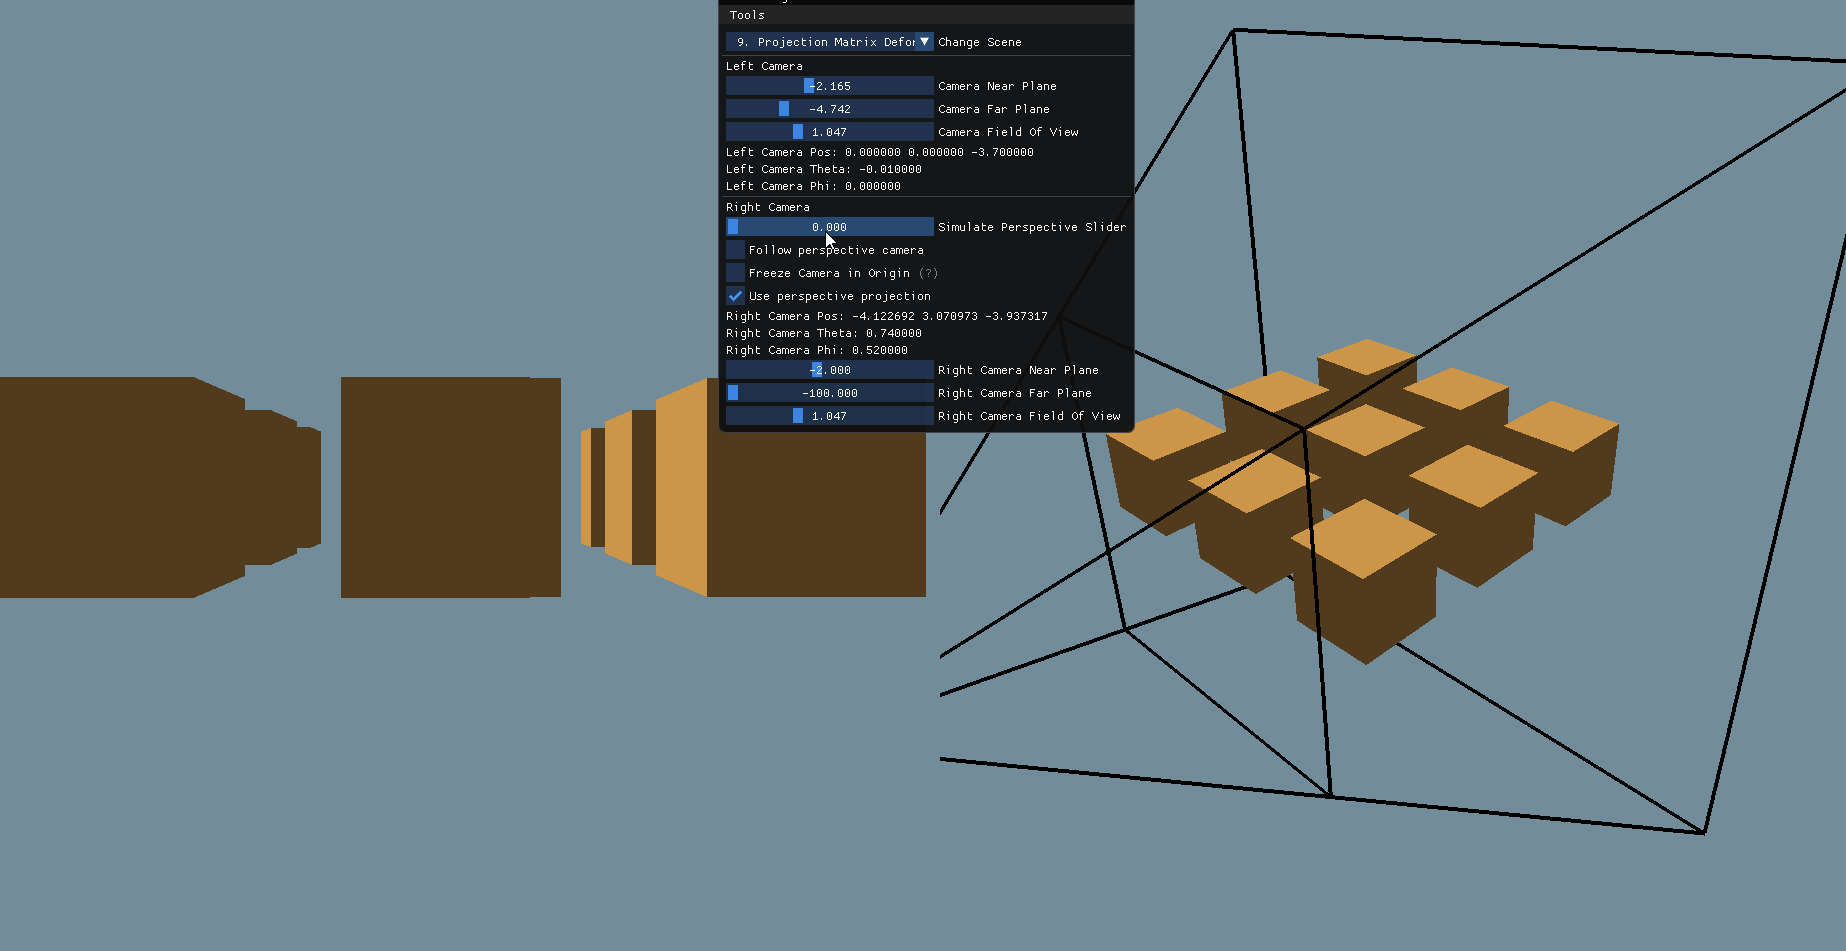 Tools
9. Projection Matrix Defor Change Scene
Left Camera
-2.165 Camera Near Plane
-4.742 Camera Far Plane
1.047 Camera Field Of View
Left Camera Pos: 0.000000 0.000000 -3.700000
Left Camera Theta: -0.010000
Left Camera Phi: 0.000000
Right Camera
0.000 Simulate Perspective Slider
Follow perspective camera
Freeze Camera in Origin (?)
Use perspective projection
Right Camera Pos: -4.122692 3.070973 -3.937317
Right Camera Theta: 0.740000
Right Camera Phi: 0.520000
-2.000 Right Camera Near Plane
-100.000 Right Camera Far Plane
1.047 Right Camera Field Of View